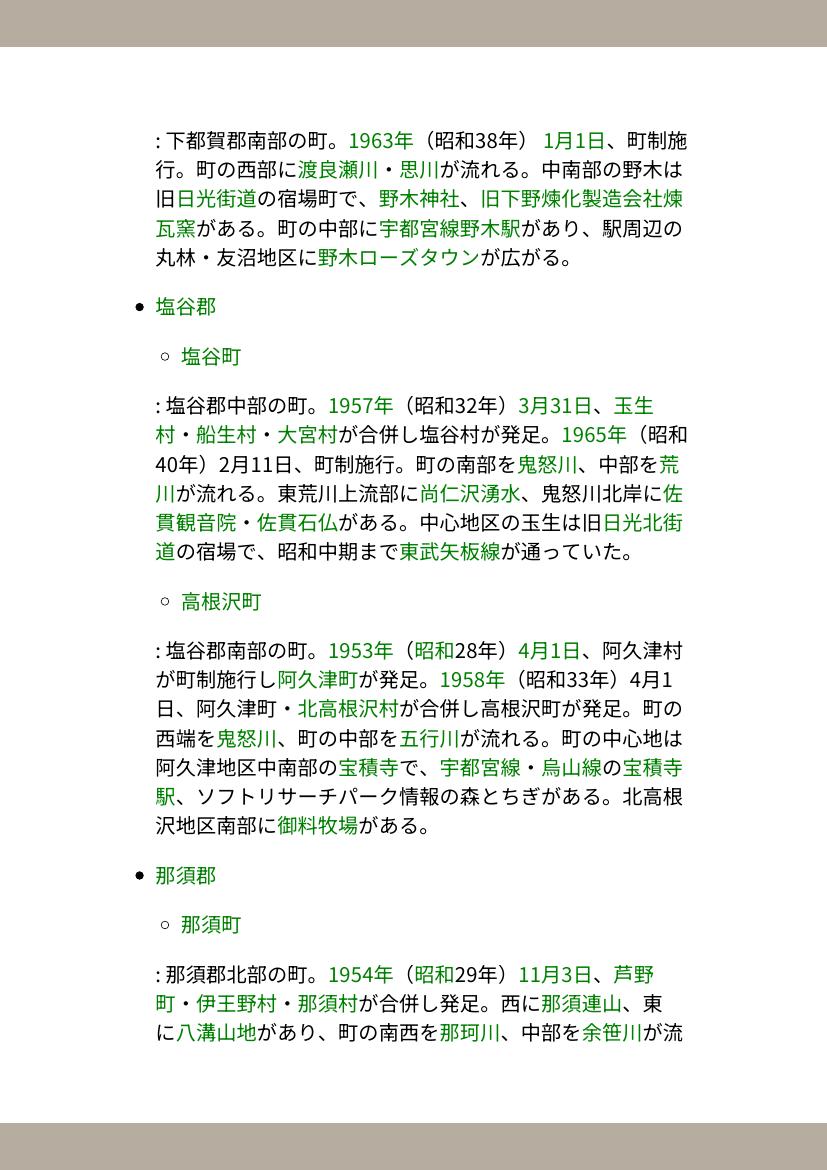 : 下都賀郡南部の町。1963年（昭和38年） 1月1日、町制施
行。町の西部に渡良瀬川・思川が流れる。中南部の野木は
旧日光街道の宿場町で、野木神社、旧下野煉化製造会社煉
瓦窯がある。町の中部に宇都宮線野木駅があり、駅周辺の
丸林・友沼地区に野木ローズタウンが広がる。
● 塩谷郡
○ 塩谷町
: 塩谷郡中部の町。1957年（昭和32年）3月31日、玉生
村・船生村・大宮村が合併し塩谷村が発足。1965年（昭和
40年）2月11日、町制施行。町の南部を鬼怒川、中部を荒
川が流れる。東荒川上流部に尚仁沢湧水、鬼怒川北岸に佐
貫観音院・佐貫石仏がある。中心地区の玉生は旧日光北街
道の宿場で、昭和中期まで東武矢板線が通っていた。
○ 高根沢町
: 塩谷郡南部の町。1953年（昭和28年）4月1日、阿久津村
が町制施行し阿久津町が発足。1958年（昭和33年）4月1
日、阿久津町・北高根沢村が合併し高根沢町が発足。町の
西端を鬼怒川、町の中部を五行川が流れる。町の中心地は
阿久津地区中南部の宝積寺で、宇都宮線・烏山線の宝積寺
駅、ソフトリサーチパーク情報の森とちぎがある。北高根
沢地区南部に御料牧場がある。
● 那須郡
○ 那須町
: 那須郡北部の町。1954年（昭和29年）11月3日、芦野
町・伊王野村・那須村が合併し発足。西に那須連山、東
に八溝山地があり、町の南西を那珂川、中部を余笹川が流